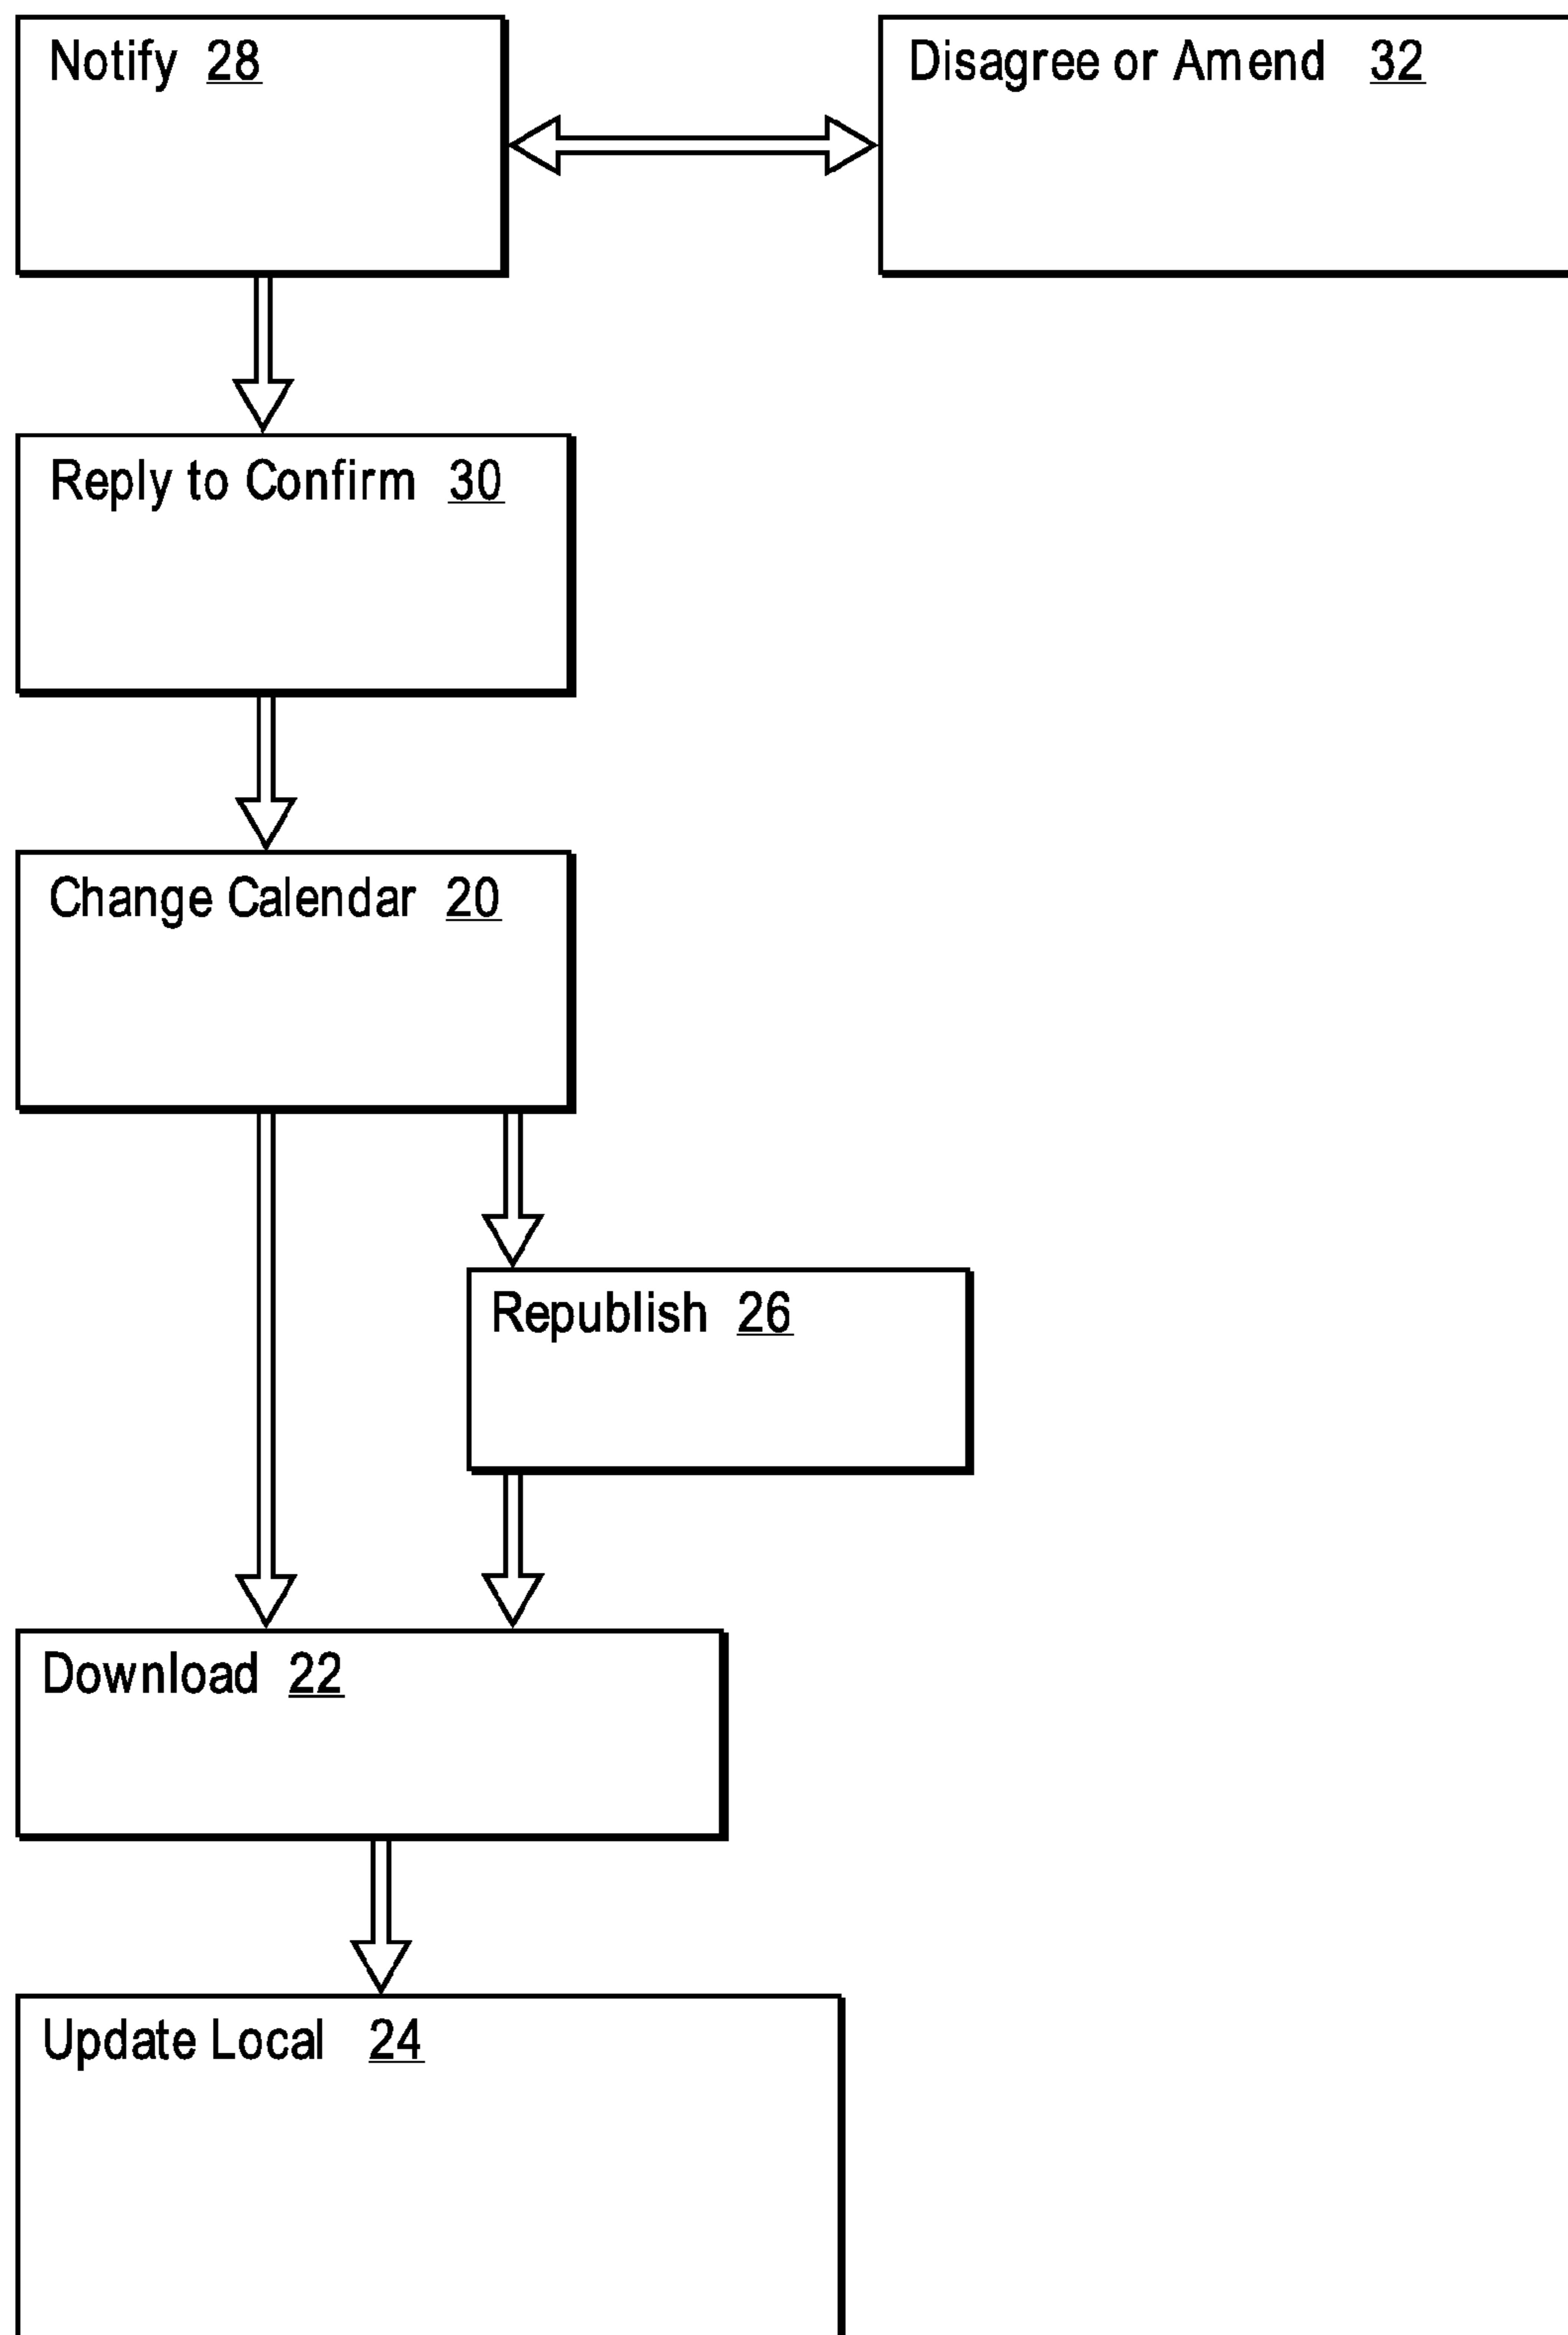 Notify 28
Disagree or Amend 32
Reply to Confirm 30
Change Calendar 20
Republish 26
Download 22
Update Local 24